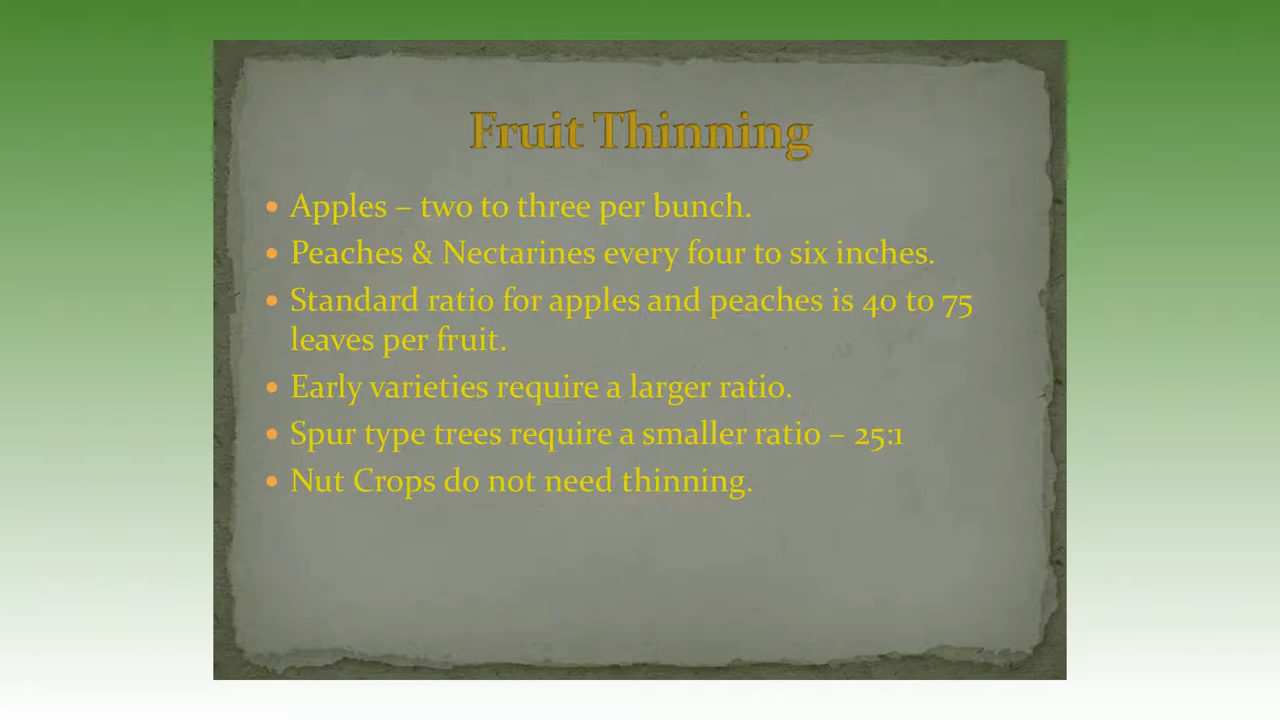 Fruit Thinning
• Apples – two to three per bunch.
• Peaches & Nectarines every four to six inches.
• Standard ratio for apples and peaches is 40 to 75
leaves per fruit.
• Early varieties require a larger ratio.
• Spur type trees require a smaller ratio – 25:1
• Nut Crops do not need thinning.